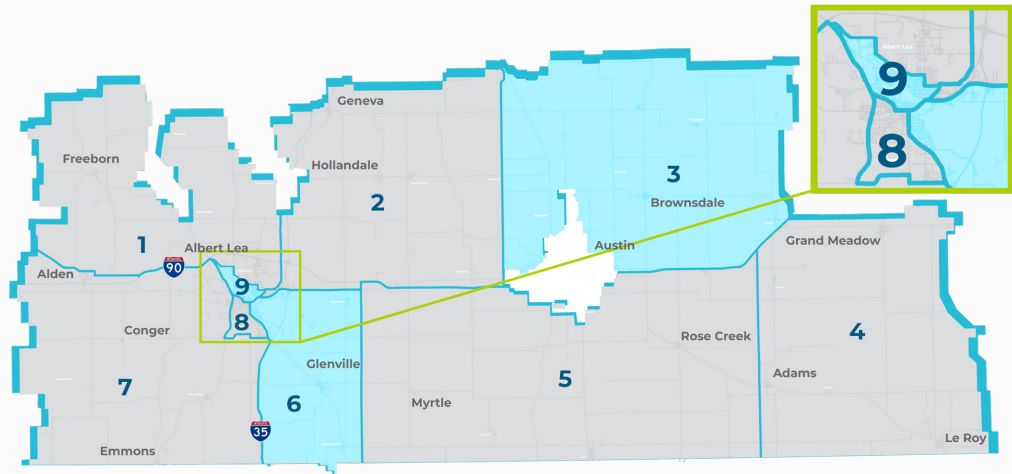 Albert Lea
9
8
Geneva
Freeborn
Hollandale
2
3
Brownsdale
1
Albert Lea
Austin
Grand Meadow
90
Alden
9
8
Conger
Rose Creek
4
Glenville
Adams
7
6
5
Myrtle
35
Emmons
Le Roy